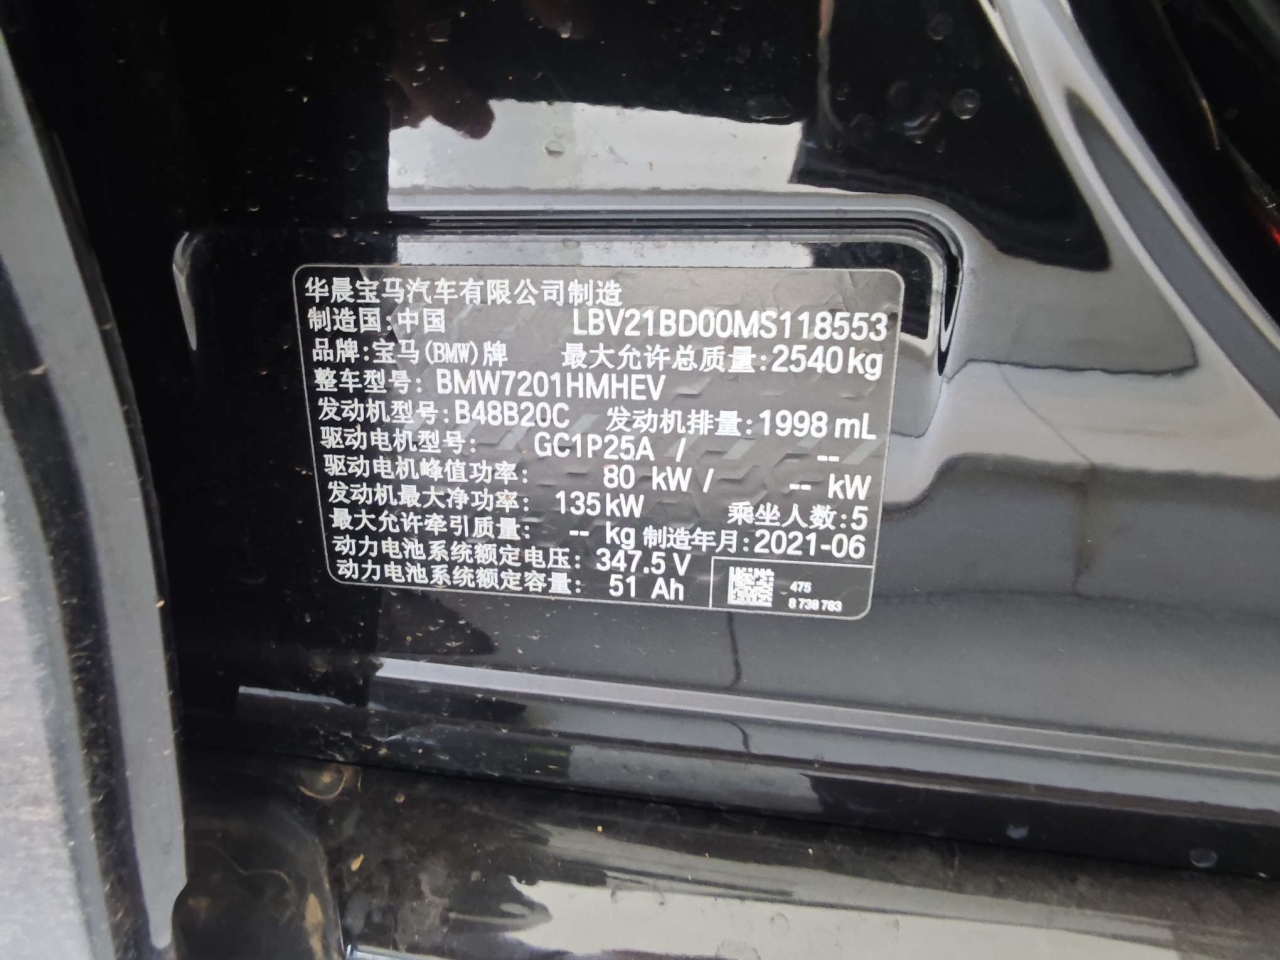 华晨宝马汽车有限公司制造
制造国:中国 LBV21BD00MS118553
品牌:宝马(BMW)牌 最大允许总质量:2540kg
整车型号: BMW7201HMHEV
发动机型号:B48B20C 发动机排量:1998 mL
驱动电机型号: GC1P25A / --
驱动电机峰值功率: 80 kW / -- kW
发动机最大净功率: 135kW 乘坐人数:5
最大允许牵引质量: -- kg 制造年月:2021-06
动力电池系统额定电压: 347.5 V
动力电池系统额定容量: 51 Ah
475
8 738 783